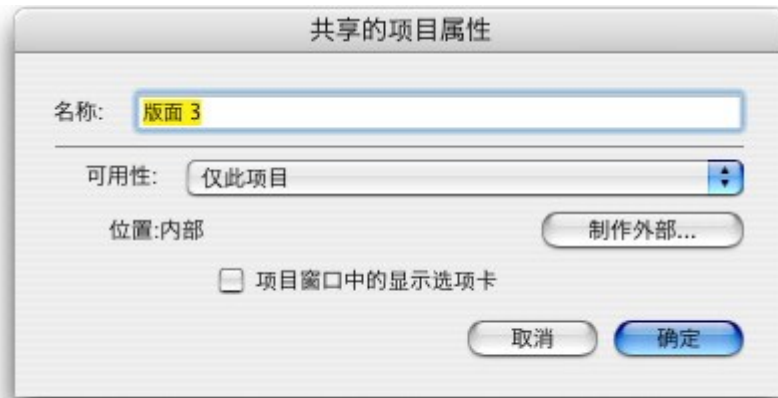 共享的项目属性
名称: 版面 3
可用性: 仅此项目
位置:内部 制作外部...
项目窗口中的显示选项卡
取消 确定